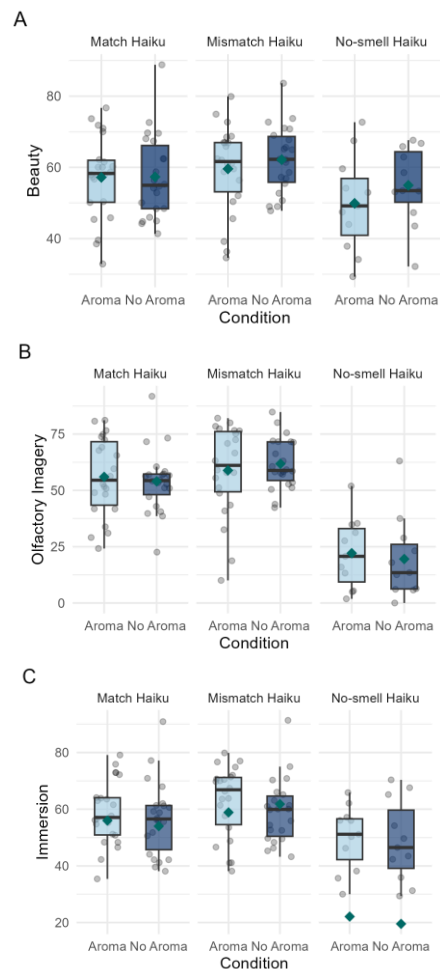 A
Match Haiku Mismatch Haiku No-smell Haiku
80
60
40
Beauty
Aroma No Aroma Aroma No Aroma Aroma No Aroma
Condition
B
Match Haiku Mismatch Haiku No-smell Haiku
75
50
25
0
Olfactory Imagery
Aroma No Aroma Aroma No Aroma Aroma No Aroma
Condition
C
Match Haiku Mismatch Haiku No-smell Haiku
80
60
40
20
Immersion
Aroma No Aroma Aroma No Aroma Aroma No Aroma
Condition